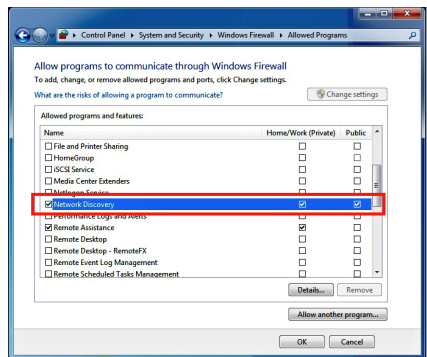 Control Panel ▸ System and Security ▸ Windows Firewall ▸ Allowed Programs
Allow programs to communicate through Windows Firewall
To add, change, or remove allowed programs and ports, click Change settings.
What are the risks of allowing a program to communicate?
Change settings
Allowed programs and features:
Name Home/Work (Private) Public
File and Printer Sharing
HomeGroup
iSCSI Service
Media Center Extenders
Netlogon Service
Network Discovery
Performance Logs and Alerts
Remote Assistance
Remote Desktop
Remote Desktop - RemoteFX
Remote Event Log Management
Remote Scheduled Tasks Management
Details... Remove
Allow another program...
OK Cancel